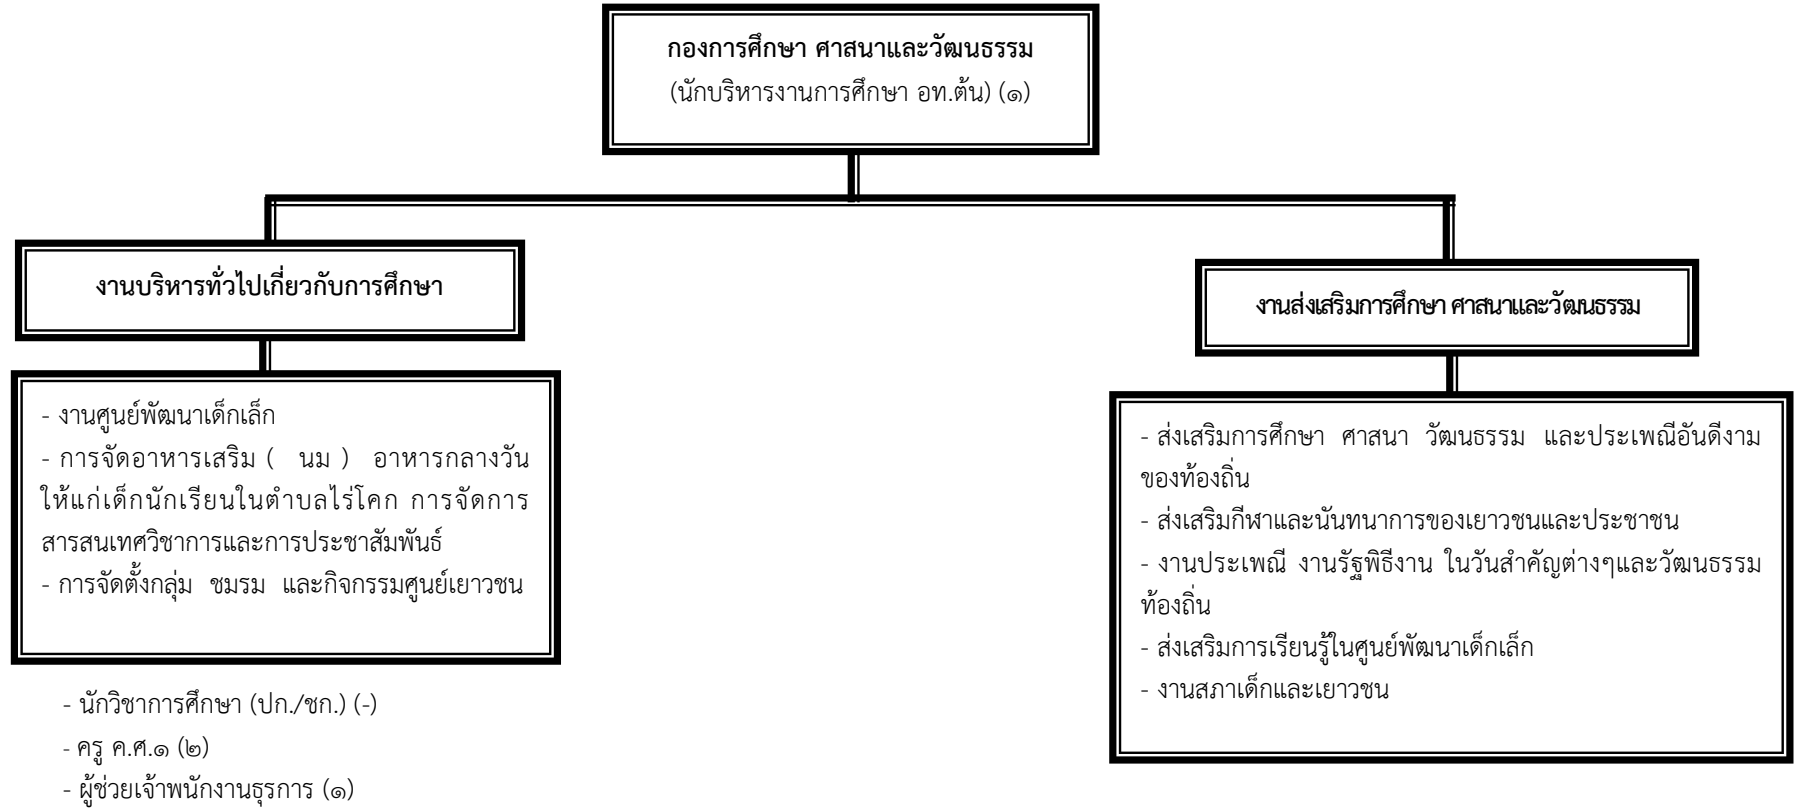 กองการศึกษา ศาสนาและวัฒนธรรม
(นักบริหารงานการศึกษา อท.ต้น) (๑)
งานบริหารทั่วไปเกี่ยวกับการศึกษา
- งานศูนย์พัฒนาเด็กเล็ก
- การจัดอาหารเสริม ( นม ) อาหารกลางวัน
ให้แก่เด็กนักเรียนในตำบลไร่โคก การจัดการ
สารสนเทศวิชาการและการประชาสัมพันธ์
- การจัดตั้งกลุ่ม ชมรม และกิจกรรมศูนย์เยาวชน
- นักวิชาการศึกษา (ปก./ชก.) (-)
- ครู ค.ศ.๑ (๒)
- ผู้ช่วยเจ้าพนักงานธุรการ (๑)
งานส่งเสริมการศึกษา ศาสนาและวัฒนธรรม
- ส่งเสริมการศึกษา ศาสนา วัฒนธรรม และประเพณีอันดีงาม
ของท้องถิ่น
- ส่งเสริมกีฬาและนันทนาการของเยาวชนและประชาชน
- งานประเพณี งานรัฐพิธีงาน ในวันสำคัญต่างๆและวัฒนธรรม
ท้องถิ่น
- ส่งเสริมการเรียนรู้ในศูนย์พัฒนาเด็กเล็ก
- งานสภาเด็กและเยาวชน